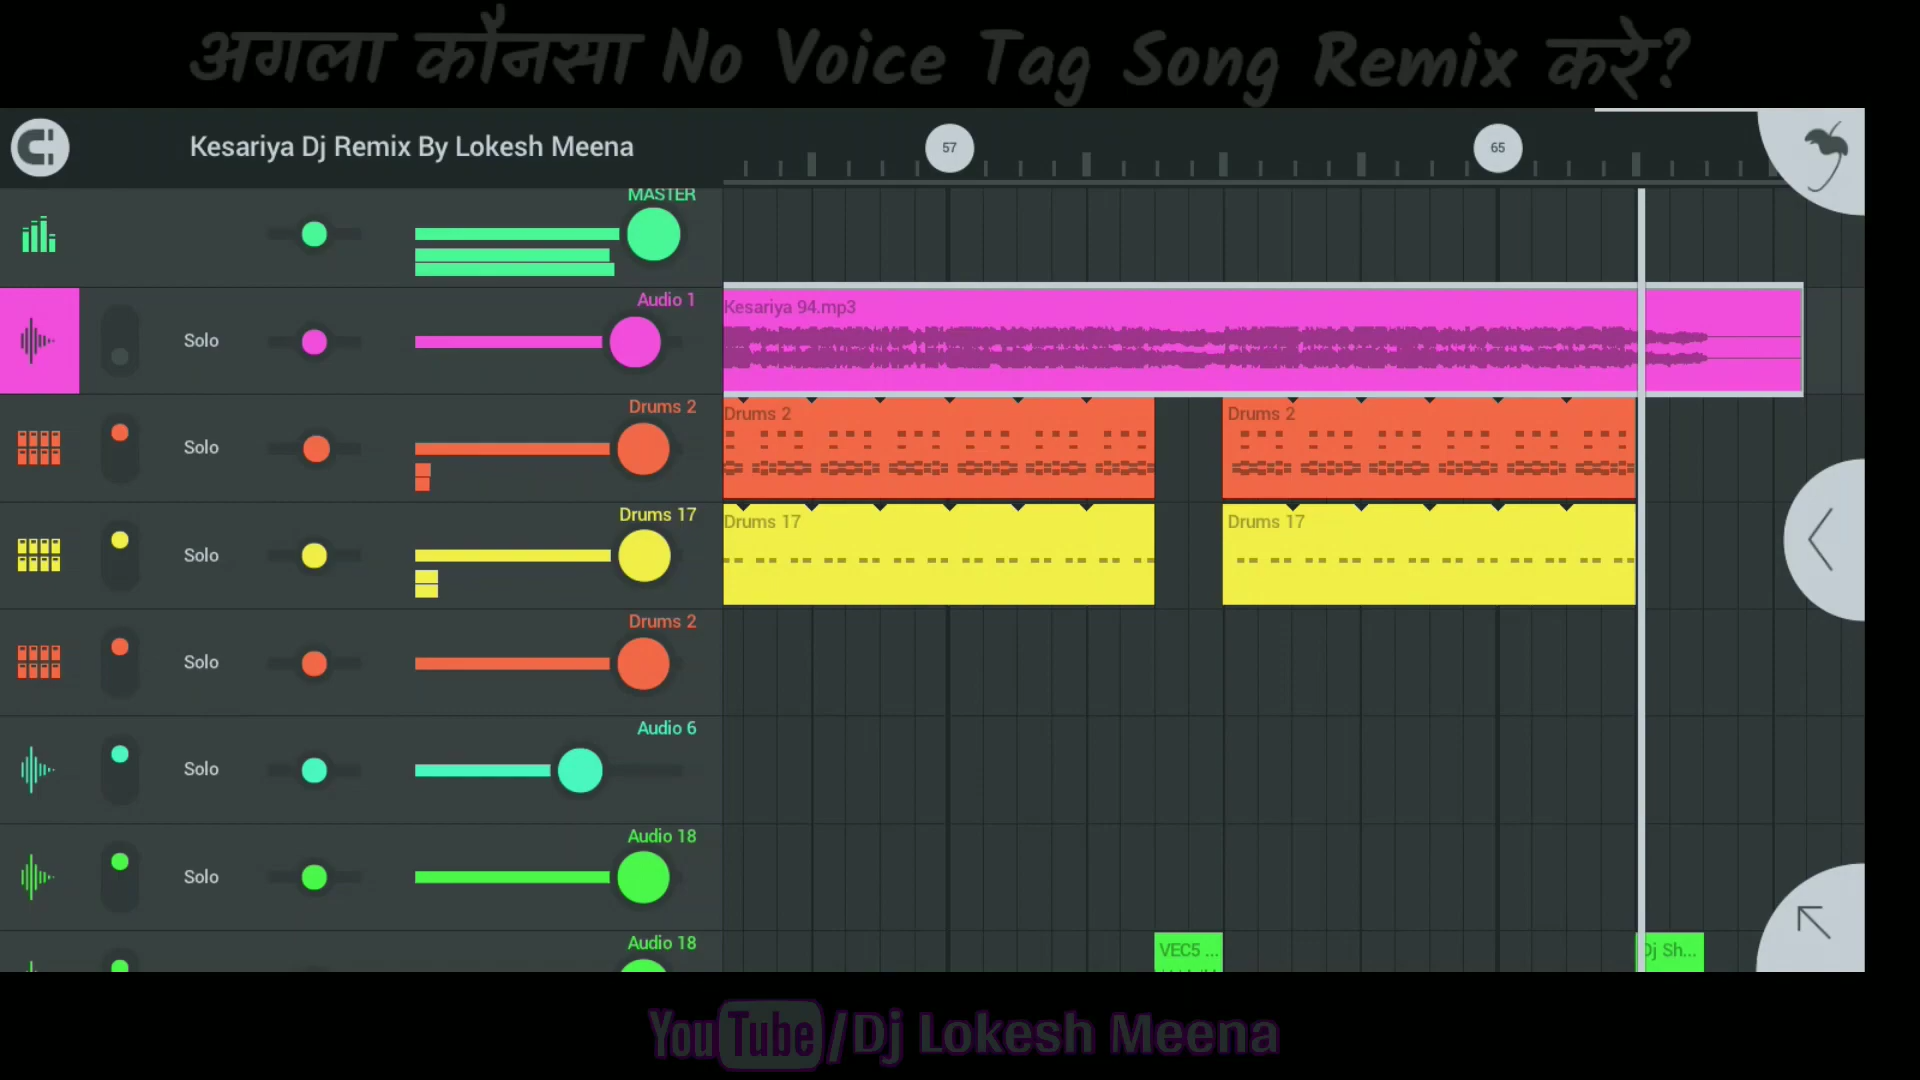 अगला कौनसा No Voice Tag Song Remix करे?
Kesariya Dj Remix By Lokesh Meena
57
65
MASTER
Audio 1
Solo
Kesariya 94.mp3
Drums 2
Solo
Drums 2
Drums 2
Drums 17
Solo
Drums 17
Drums 17
Drums 2
Solo
Audio 6
Solo
Audio 18
Solo
Audio 18
VEC5 ...
Dj Sh...
YouTube/Dj Lokesh Meena